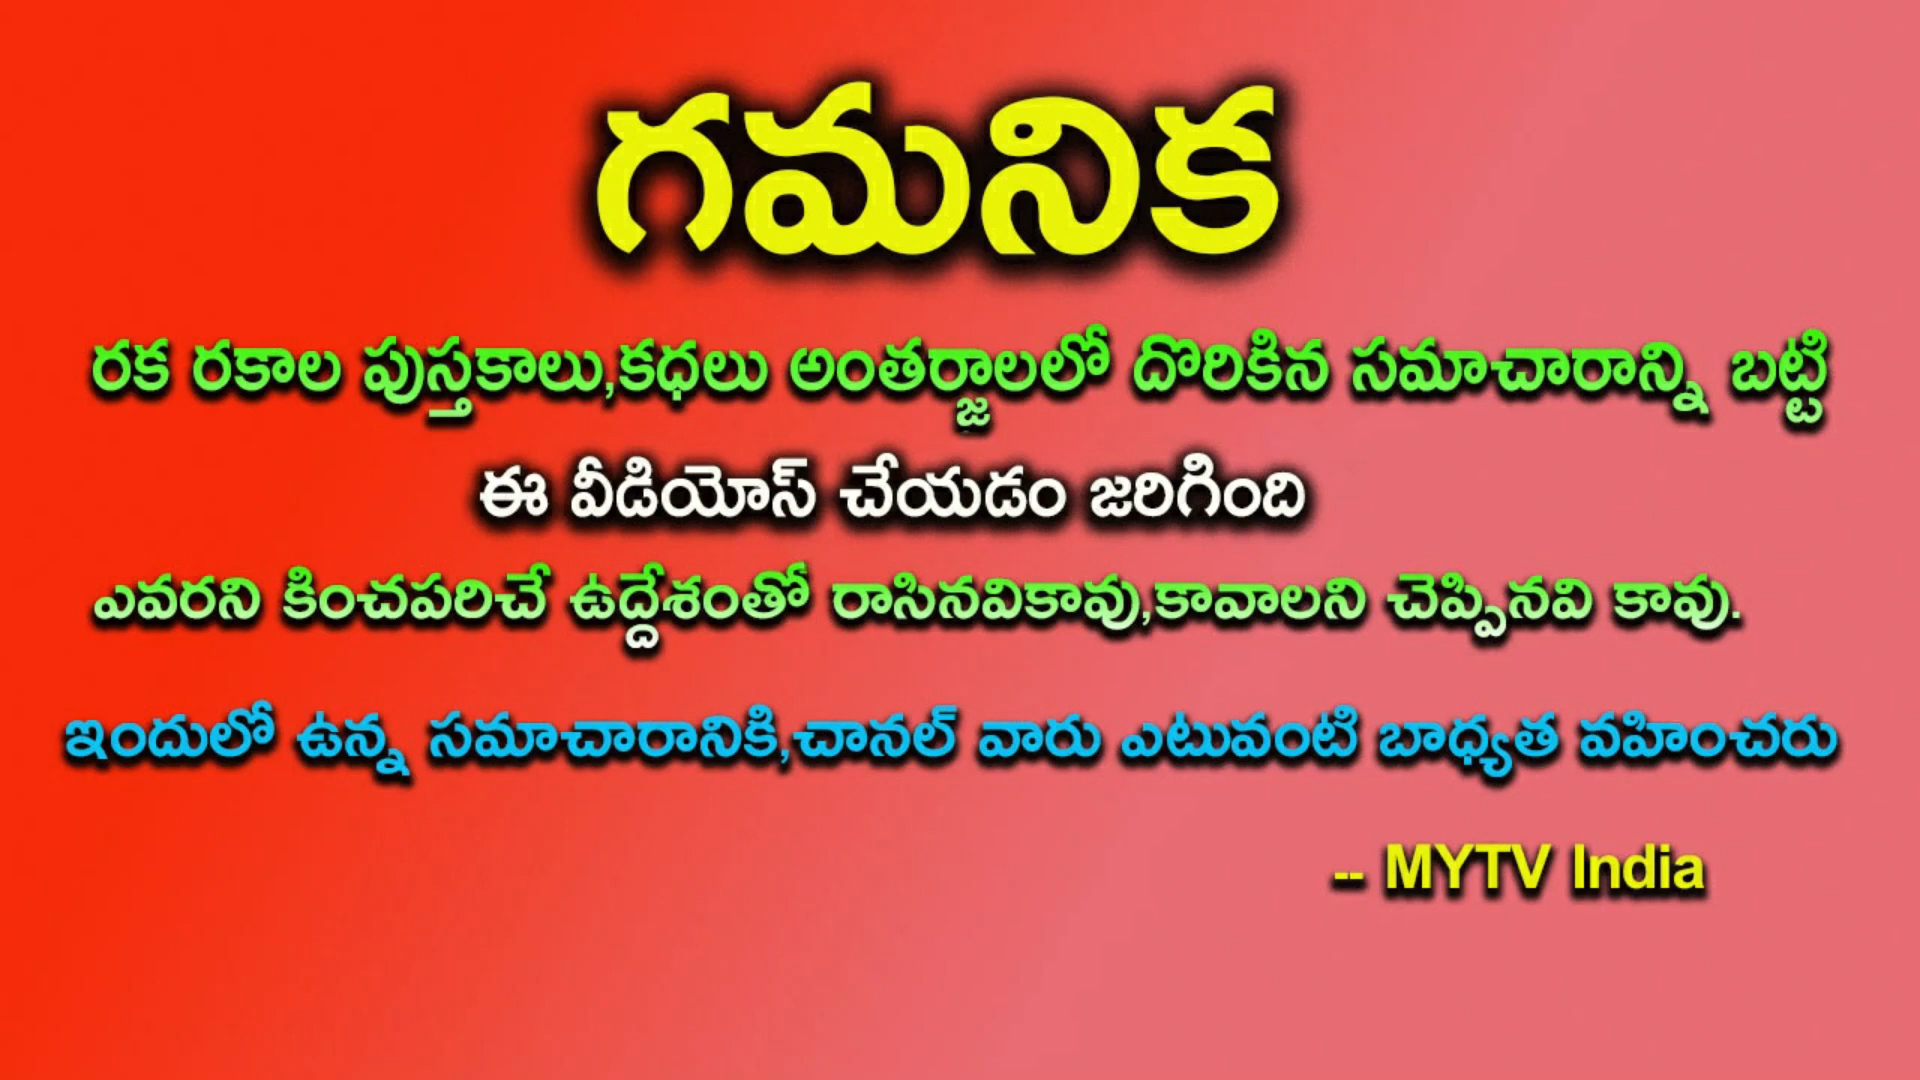 గమనిక
రక రకాల పుస్తకాలు,కధలు అంతర్జాలలో దొరికిన సమాచారాన్ని బట్టి
ఈ వీడియోస్ చేయడం జరిగింది
ఎవరని కించపరిచే ఉద్దేశంతో రాసినవికావు,కావాలని చెప్పినవి కావు.
ఇందులో ఉన్న సమాచారానికి,చానల్ వారు ఎటువంటి బాధ్యత వహించరు
-- MYTV India